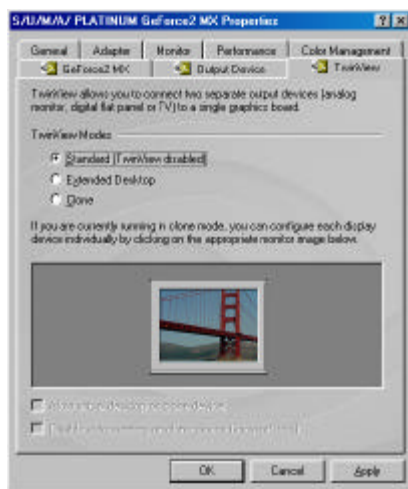 S/U/M/A/ PLATINUM GeForce2 MX Properties
General Adapter Monitor Performance Color Management
GeForce2 MX Output Device TwinView
TwinView allows you to connect two separate output devices (analog
monitor, digital flat panel or TV) to a single graphics board.
TwinView Modes
Standard (TwinView disabled)
Extended Desktop
Clone
If you are currently running in clone mode, you can configure each display
device individually by clicking on the appropriate monitor image below.
OK Cancel Apply